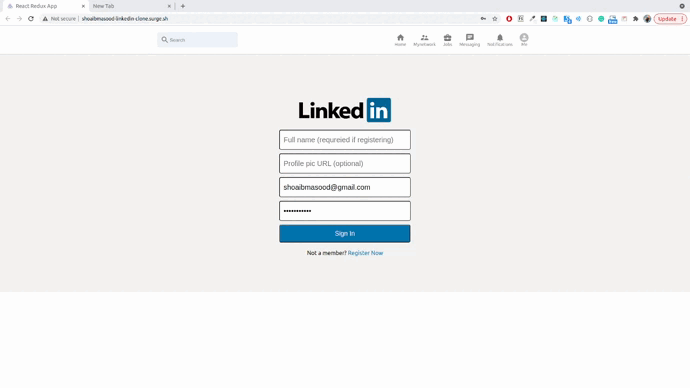 React Redux App
New Tab
Not secure
shoaibmasood-linkedin-clone.surge.sh
Update
Search
Home
Mynetwork
Jobs
Messaging
Notifications
Me
Linked in
Full name (requreied if registering)
Profile pic URL (optional)
shoaibmasood@gmail.com
•••••••••••
Sign In
Not a member? Register Now